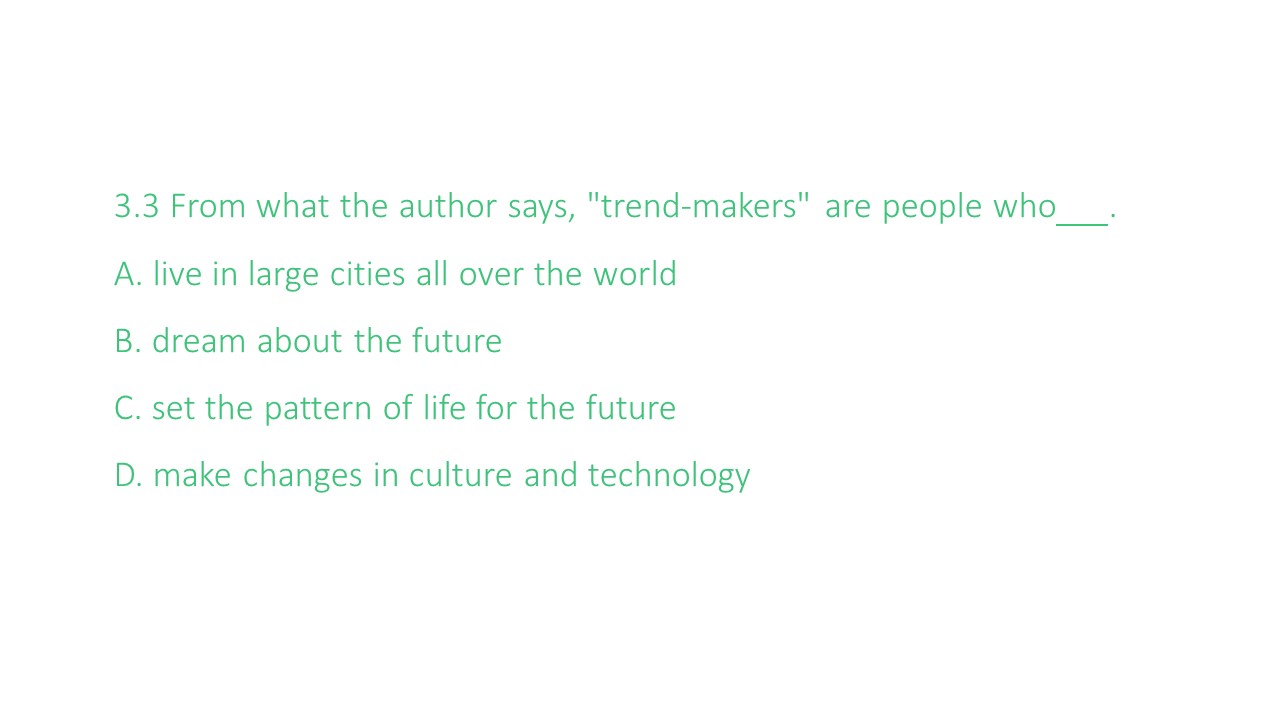 3.3 From what the author says, "trend-makers" are people who___.
A. live in large cities all over the world
B. dream about the future
C. set the pattern of life for the future
D. make changes in culture and technology